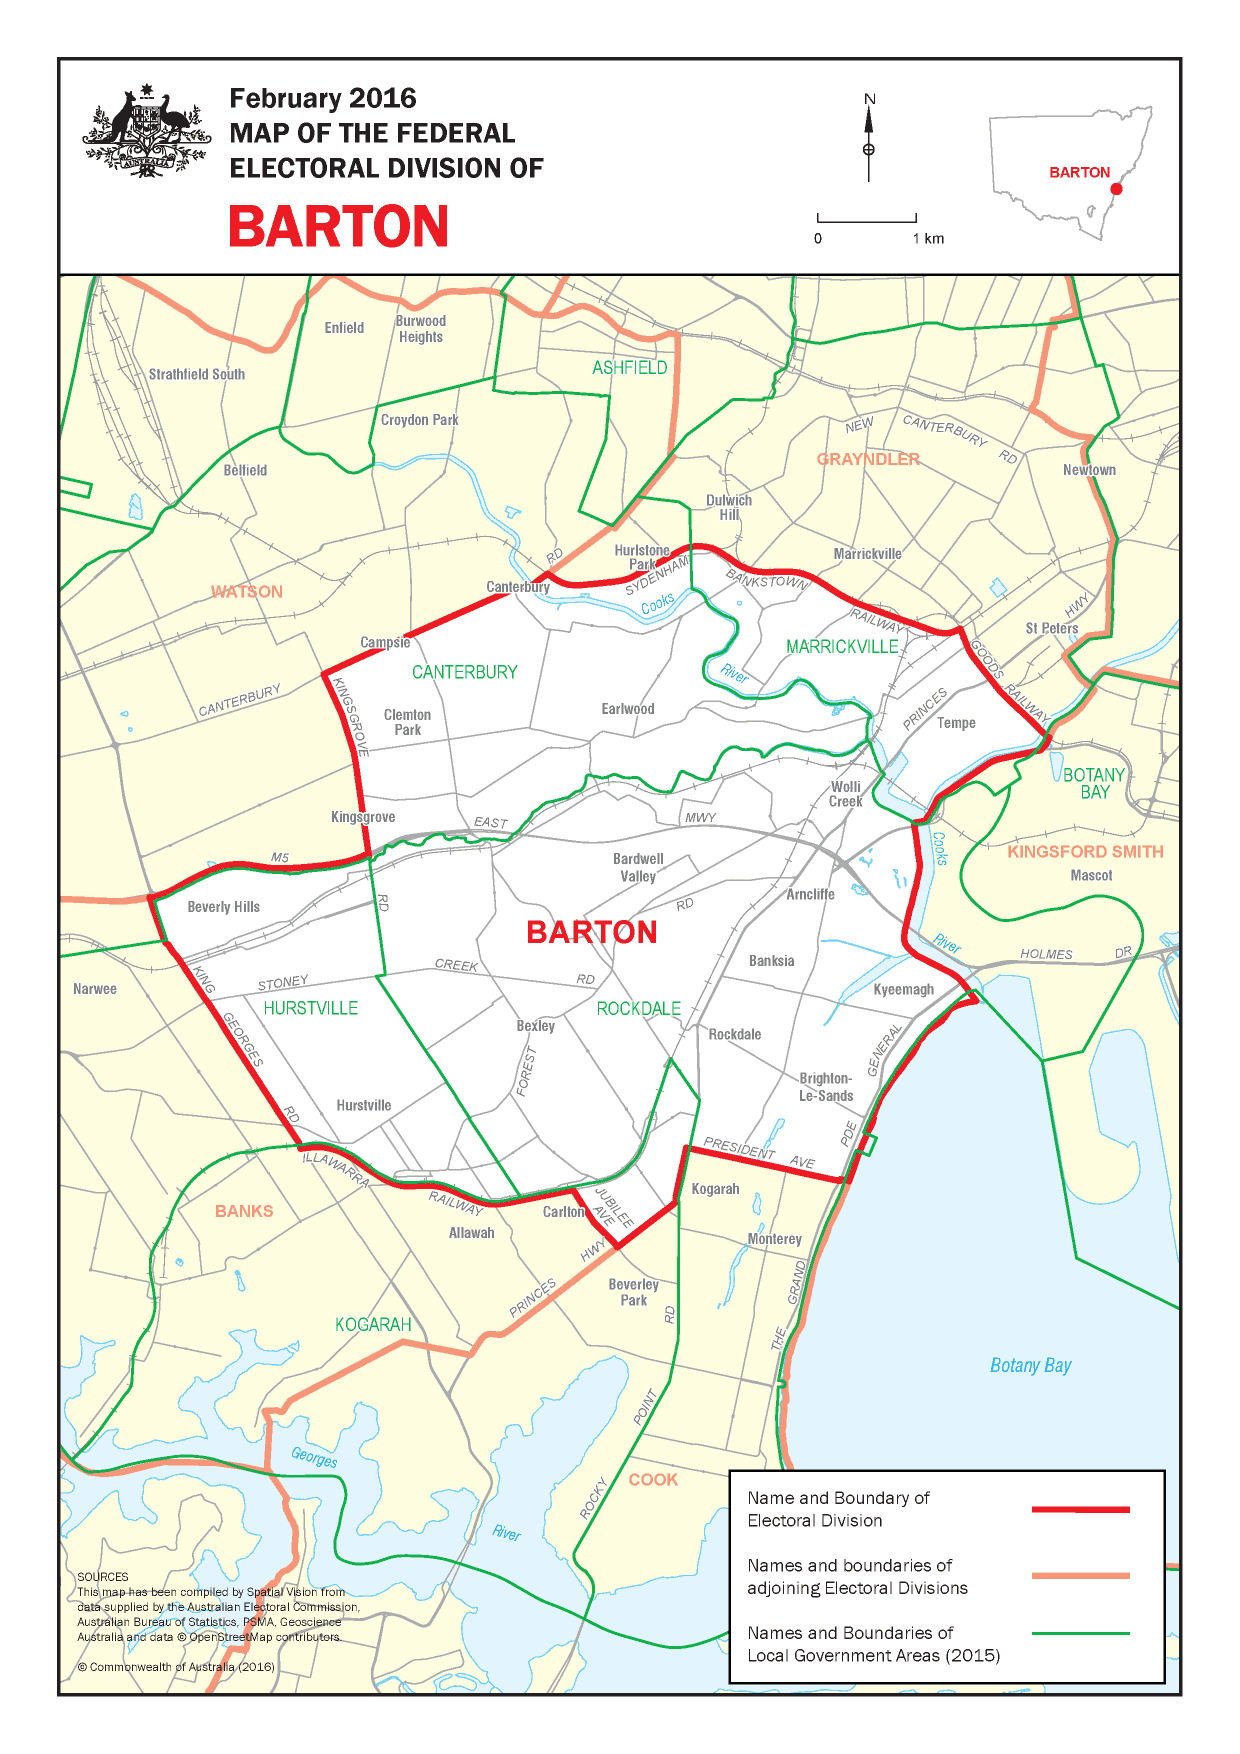 February 2016
MAP OF THE FEDERAL
ELECTORAL DIVISION OF
BARTON
AUSTRALIA
N
0 1 km
BARTON
Enfield
Burwood
Heights
Strathfield South
ASHFIELD
Croydon Park
NEW CANTERBURY RD
GRAYNDLER
Belfield
Newtown
Dulwich
Hill
RD
Hurlstone
Park
Marrickville
SYDENHAM
BANKSTOWN
RAILWAY
WATSON
Canterbury
Cooks
HWY
St Peters
Campsie
CANTERBURY
MARRICKVILLE
GOODS RAILWAY
River
CANTERBURY
KINGSGROVE
Clemton
Park
Earlwood
PRINCES
Tempe
BOTANY
BAY
Wolli
Creek
Kingsgrove
EAST
MWY
Cooks
M5
Bardwell
Valley
KINGSFORD SMITH
Mascot
Arncliffe
Beverly Hills
RD
RD
BARTON
River
HOLMES DR
Banksia
KING
STONEY
CREEK
RD
Narwee
Kyeemagh
HURSTVILLE
ROCKDALE
GEORGES
Bexley
Rockdale
GENERAL
FOREST
Brighton-
Le-Sands
Hurstville
RD
PDE
ILLAWARRA
PRESIDENT AVE
RAILWAY
Kogarah
JUBILEE
AVE
BANKS
Carlton
Allawah
HWY
Monterey
PRINCES
Beverley
Park
GRAND
RD
KOGARAH
THE
Botany Bay
POINT
Georges
COOK
ROCKY
River
Name and Boundary of
Electoral Division
Names and boundaries of
adjoining Electoral Divisions
Names and Boundaries of
Local Government Areas (2015)
SOURCES
This map has been compiled by Spatial Vision from
data supplied by the Australian Electoral Commission,
Australian Bureau of Statistics, PSMA, Geoscience
Australia and data © OpenStreetMap contributors.
© Commonwealth of Australia (2016)